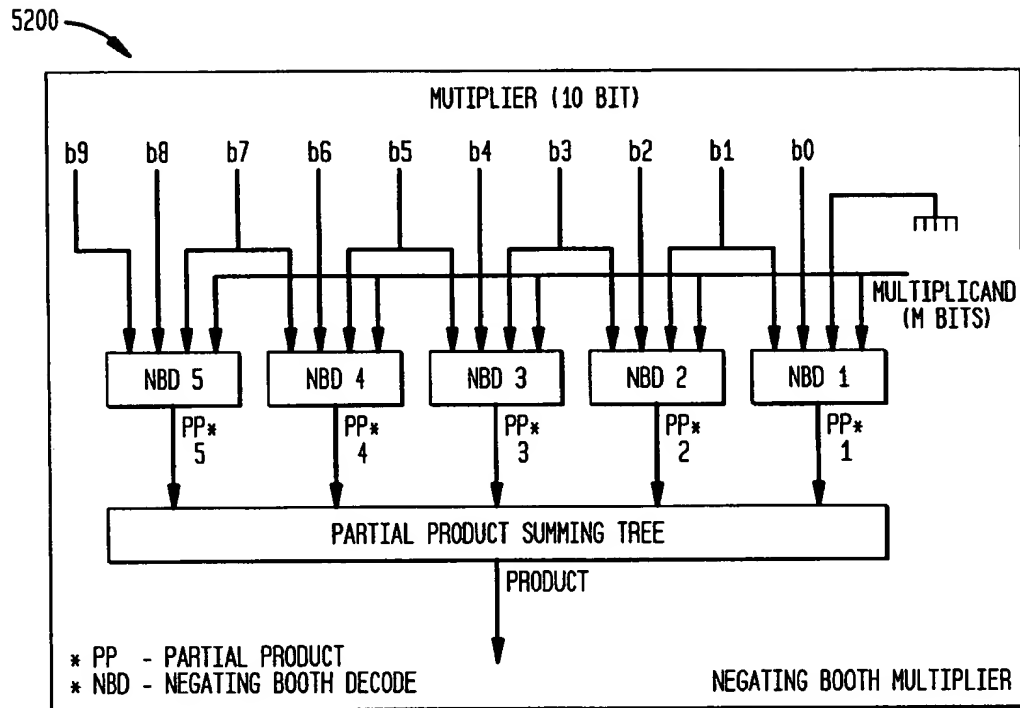 5200
MUTIPLIER (10 BIT)
b9 b8 b7 b6 b5 b4 b3 b2 b1 b0
MULTIPLICAND
(M BITS)
NBD 5 NBD 4 NBD 3 NBD 2 NBD 1
PP* PP* PP* PP* PP*
5 4 3 2 1
PARTIAL PRODUCT SUMMING TREE
PRODUCT
* PP - PARTIAL PRODUCT
* NBD - NEGATING BOOTH DECODE
NEGATING BOOTH MULTIPLIER